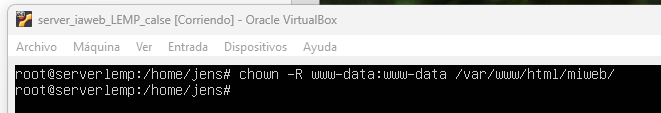 server_iaweb_LEMP_calse [Corriendo] - Oracle VirtualBox
Archivo Máquina Ver Entrada Dispositivos Ayuda
root@serverlemp:/home/jens# chown -R www-data:www-data /var/www/html/miweb/
root@serverlemp:/home/jens#